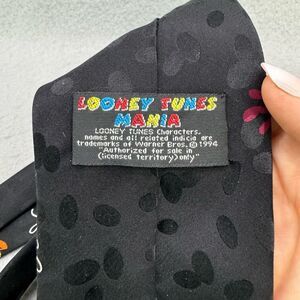 LOONEY TUNES
MANIA
LOONEY TUNES Characters,
names and all related indicia are
trademarks of Warner Bros. © 1994
"Authorized for sale in
(licensed territory) only"